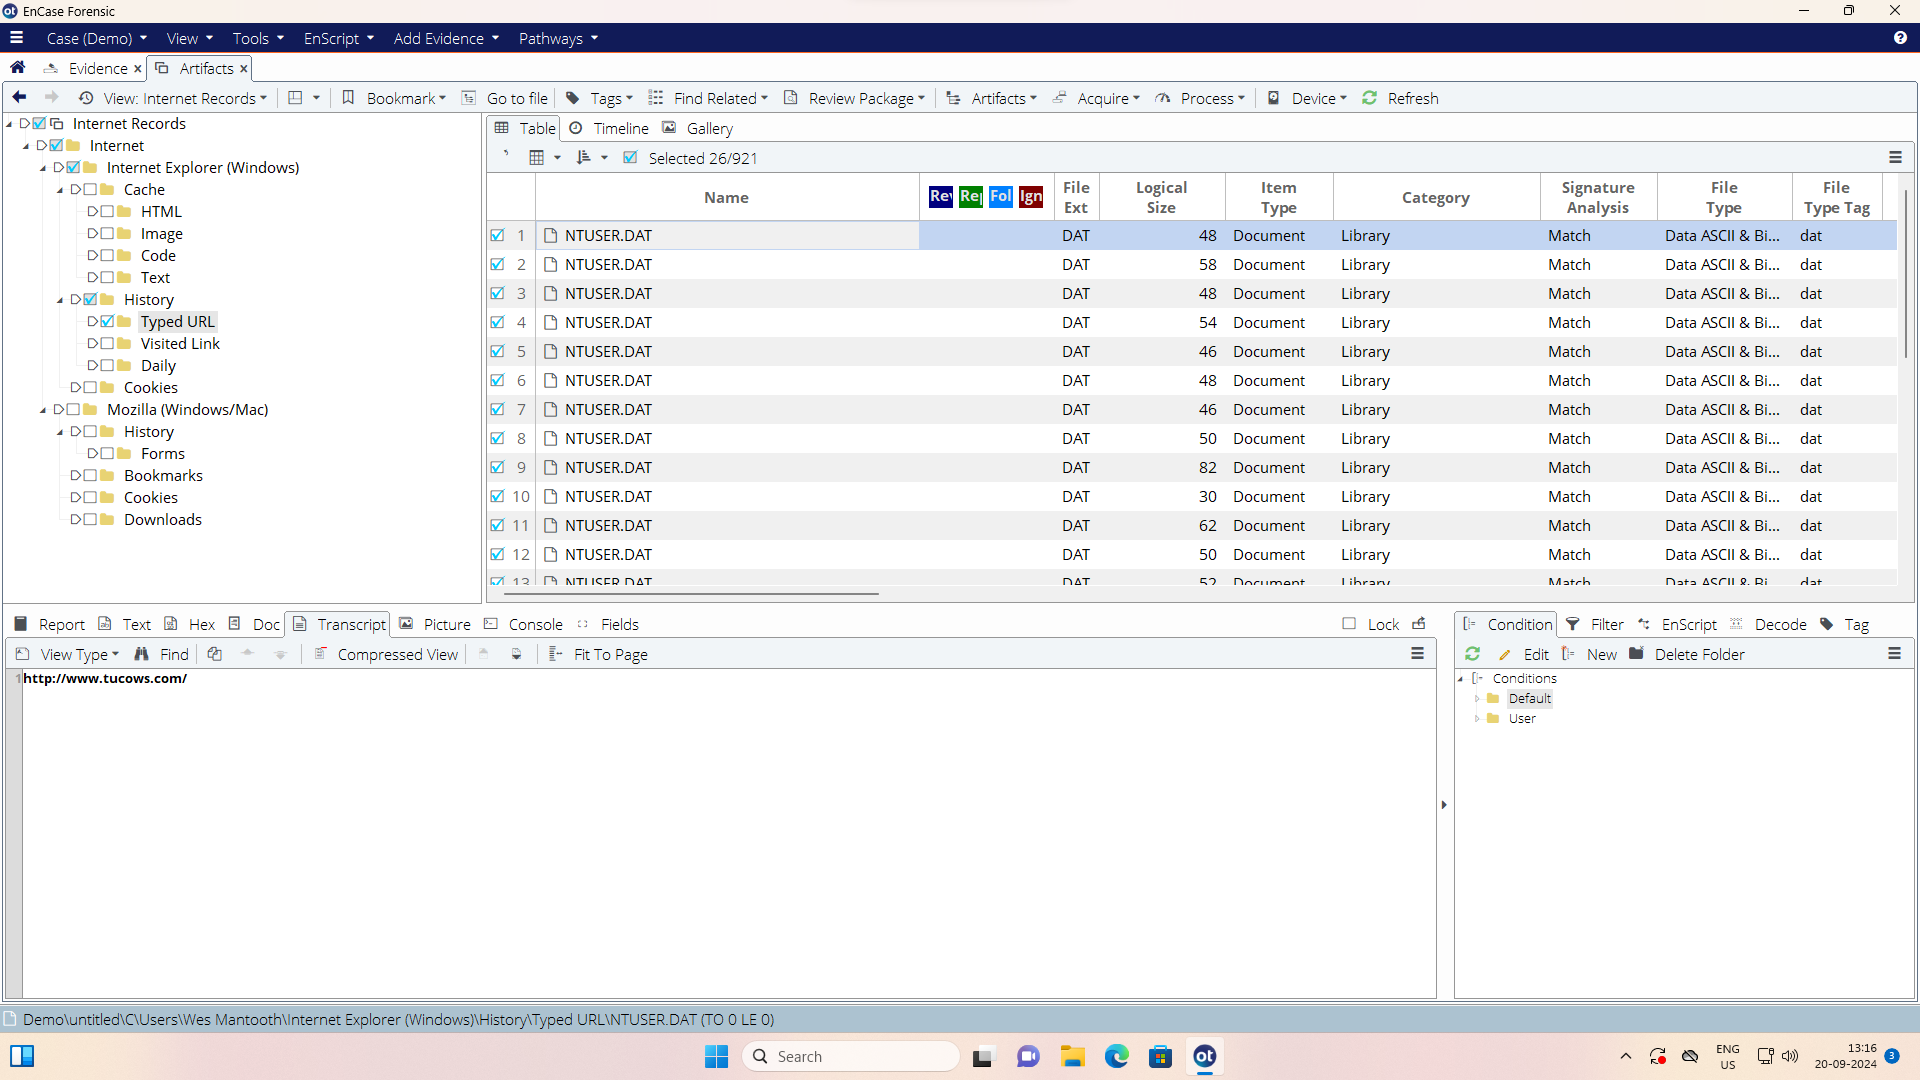 EnCase Forensic
Case (Demo) View Tools EnScript Add Evidence Pathways
Evidence × Artifacts ×
View: Internet Records Bookmark Go to file Tags Find Related Review Package Artifacts Acquire Process Device Refresh
Internet Records
Internet
Internet Explorer (Windows)
Cache
HTML
Image
Code
Text
History
Typed URL
Visited Link
Daily
Cookies
Mozilla (Windows/Mac)
History
Forms
Bookmarks
Cookies
Downloads
Table Timeline Gallery
Selected 26/921
Name Rev Rep Fol Ign File Ext Logical Size Item Type Category Signature Analysis File Type File Type Tag
1 NTUSER.DAT DAT 48 Document Library Match Data ASCII & Bi... dat
2 NTUSER.DAT DAT 58 Document Library Match Data ASCII & Bi... dat
3 NTUSER.DAT DAT 48 Document Library Match Data ASCII & Bi... dat
4 NTUSER.DAT DAT 54 Document Library Match Data ASCII & Bi... dat
5 NTUSER.DAT DAT 46 Document Library Match Data ASCII & Bi... dat
6 NTUSER.DAT DAT 48 Document Library Match Data ASCII & Bi... dat
7 NTUSER.DAT DAT 46 Document Library Match Data ASCII & Bi... dat
8 NTUSER.DAT DAT 50 Document Library Match Data ASCII & Bi... dat
9 NTUSER.DAT DAT 82 Document Library Match Data ASCII & Bi... dat
10 NTUSER.DAT DAT 30 Document Library Match Data ASCII & Bi... dat
11 NTUSER.DAT DAT 62 Document Library Match Data ASCII & Bi... dat
12 NTUSER.DAT DAT 50 Document Library Match Data ASCII & Bi... dat
13 NTUSER.DAT DAT 52 Document Library Match Data ASCII & Bi... dat
Report Text Hex Doc Transcript Picture Console Fields Lock
View Type Find Compressed View Fit To Page
1 http://www.tucows.com/
Condition Filter EnScript Decode Tag
Edit New Delete Folder
Conditions
Default
User
Demo\untitled\C\Users\Wes Mantooth\Internet Explorer (Windows)\History\Typed URL\NTUSER.DAT (TO 0 LE 0)
Search
ot
ENG
US
13:16
20-09-2024
3